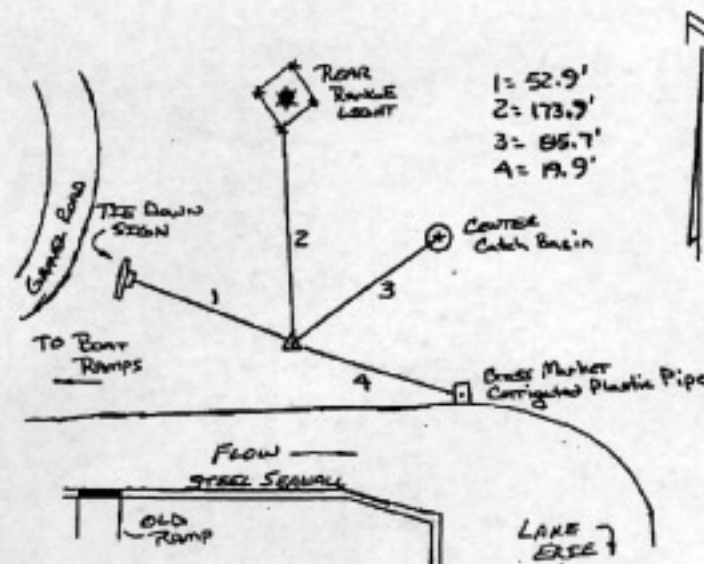 REAR
RANGE
LIGHT
1= 52.9'
2= 173.9'
3= 85.7'
4= 19.9'
GRAVEL ROAD
TIE DOWN
SIGN
CENTER
Catch Basin
1
2
3
4
TO BOAT
RAMPS
Cross Marker
Corrigated Plastic Pipe
FLOW
STEEL SEAWALL
OLD
RAMP
LAKE
ERIE